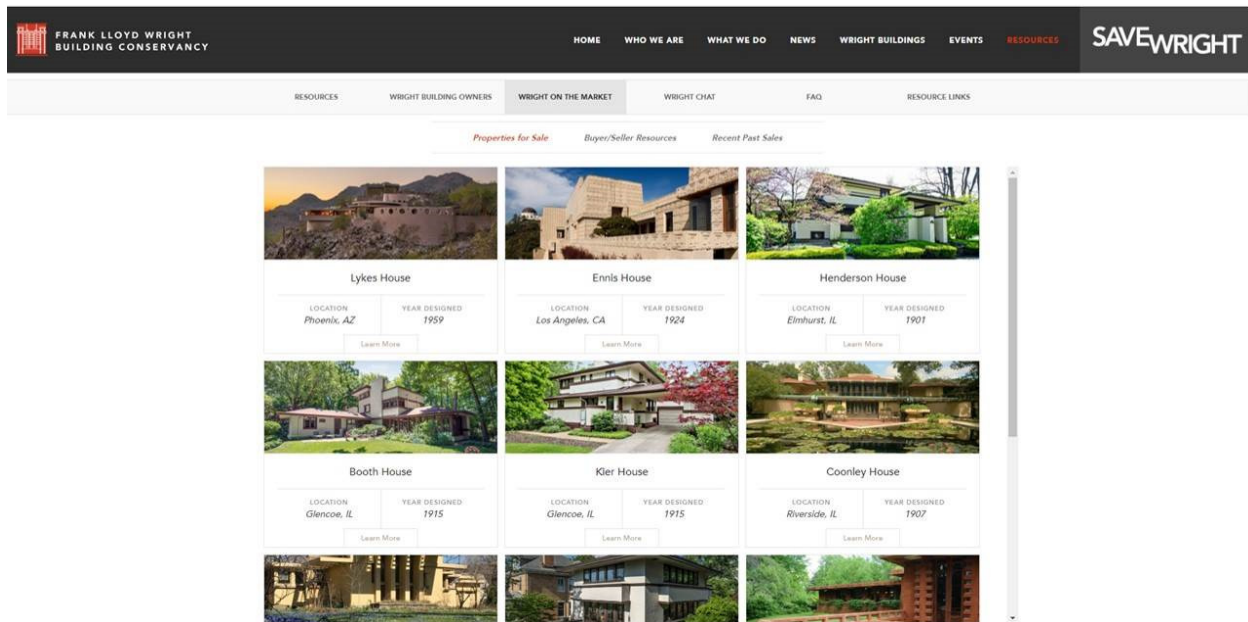 FRANK LLOYD WRIGHT
BUILDING CONSERVANCY
HOME WHO WE ARE WHAT WE DO NEWS WRIGHT BUILDINGS EVENTS RESOURCES
SAVEWRIGHT
RESOURCES WRIGHT BUILDING OWNERS WRIGHT ON THE MARKET WRIGHT CHAT FAQ RESOURCE LINKS
Properties for Sale Buyer/Seller Resources Recent Past Sales
Lykes House Ennis House Henderson House
LOCATION YEAR DESIGNED LOCATION YEAR DESIGNED LOCATION YEAR DESIGNED
Phoenix, AZ 1959 Los Angeles, CA 1924 Elmhurst, IL 1901
Learn More Learn More Learn More
Booth House Kier House Coonley House
LOCATION YEAR DESIGNED LOCATION YEAR DESIGNED LOCATION YEAR DESIGNED
Glencoe, IL 1915 Glencoe, IL 1915 Riverside, IL 1907
Learn More Learn More Learn More